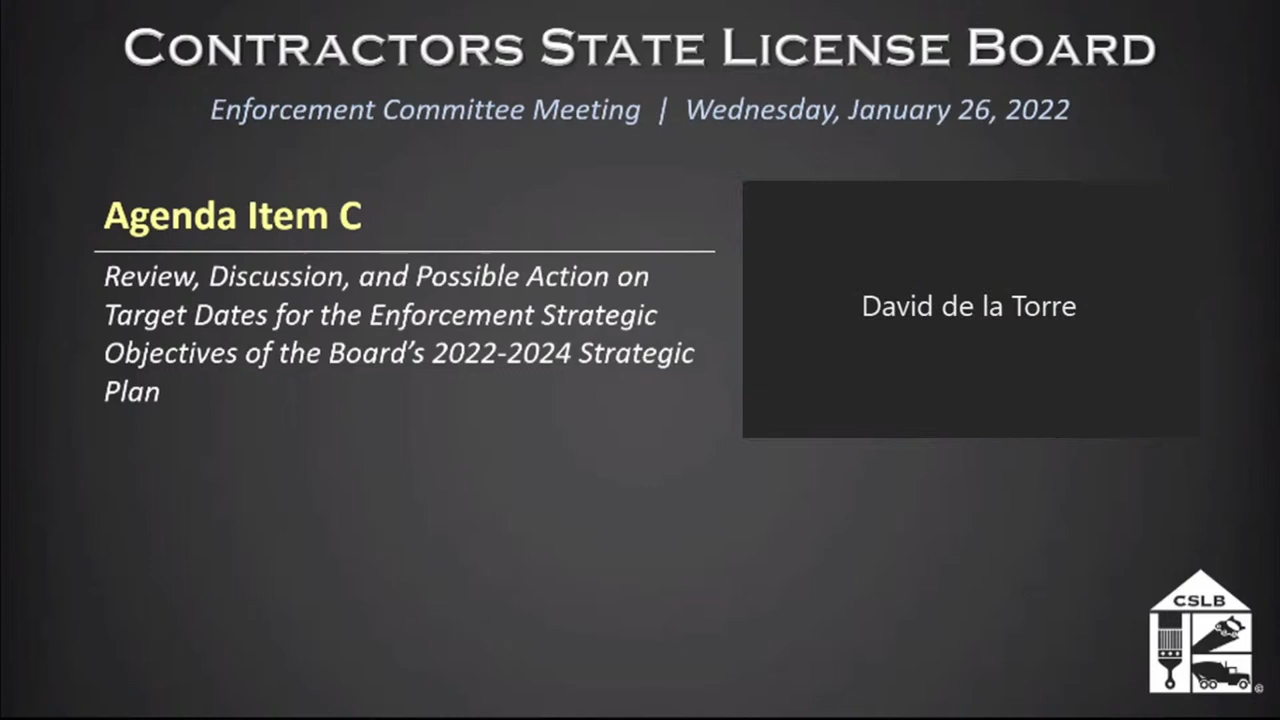 CONTRACTORS STATE LICENSE BOARD
Enforcement Committee Meeting | Wednesday, January 26, 2022
Agenda Item C
Review, Discussion, and Possible Action on
Target Dates for the Enforcement Strategic
Objectives of the Board’s 2022-2024 Strategic
Plan
David de la Torre
CSLB
©